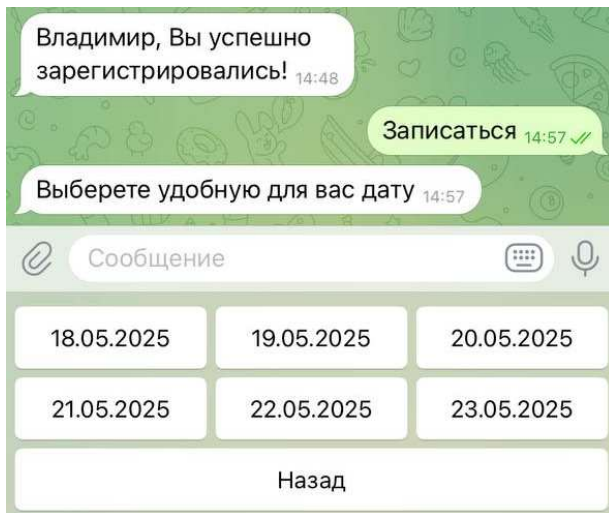 Владимир, Вы успешно
зарегистрировались! 14:48
Записаться 14:57
Выберете удобную для вас дату 14:57
Сообщение
18.05.2025 19.05.2025 20.05.2025
21.05.2025 22.05.2025 23.05.2025
Назад